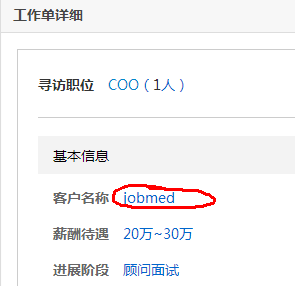 工作单详细
寻访职位 COO（1人）
基本信息
客户名称 jobmed
薪酬待遇 20万~30万
进展阶段 顾问面试